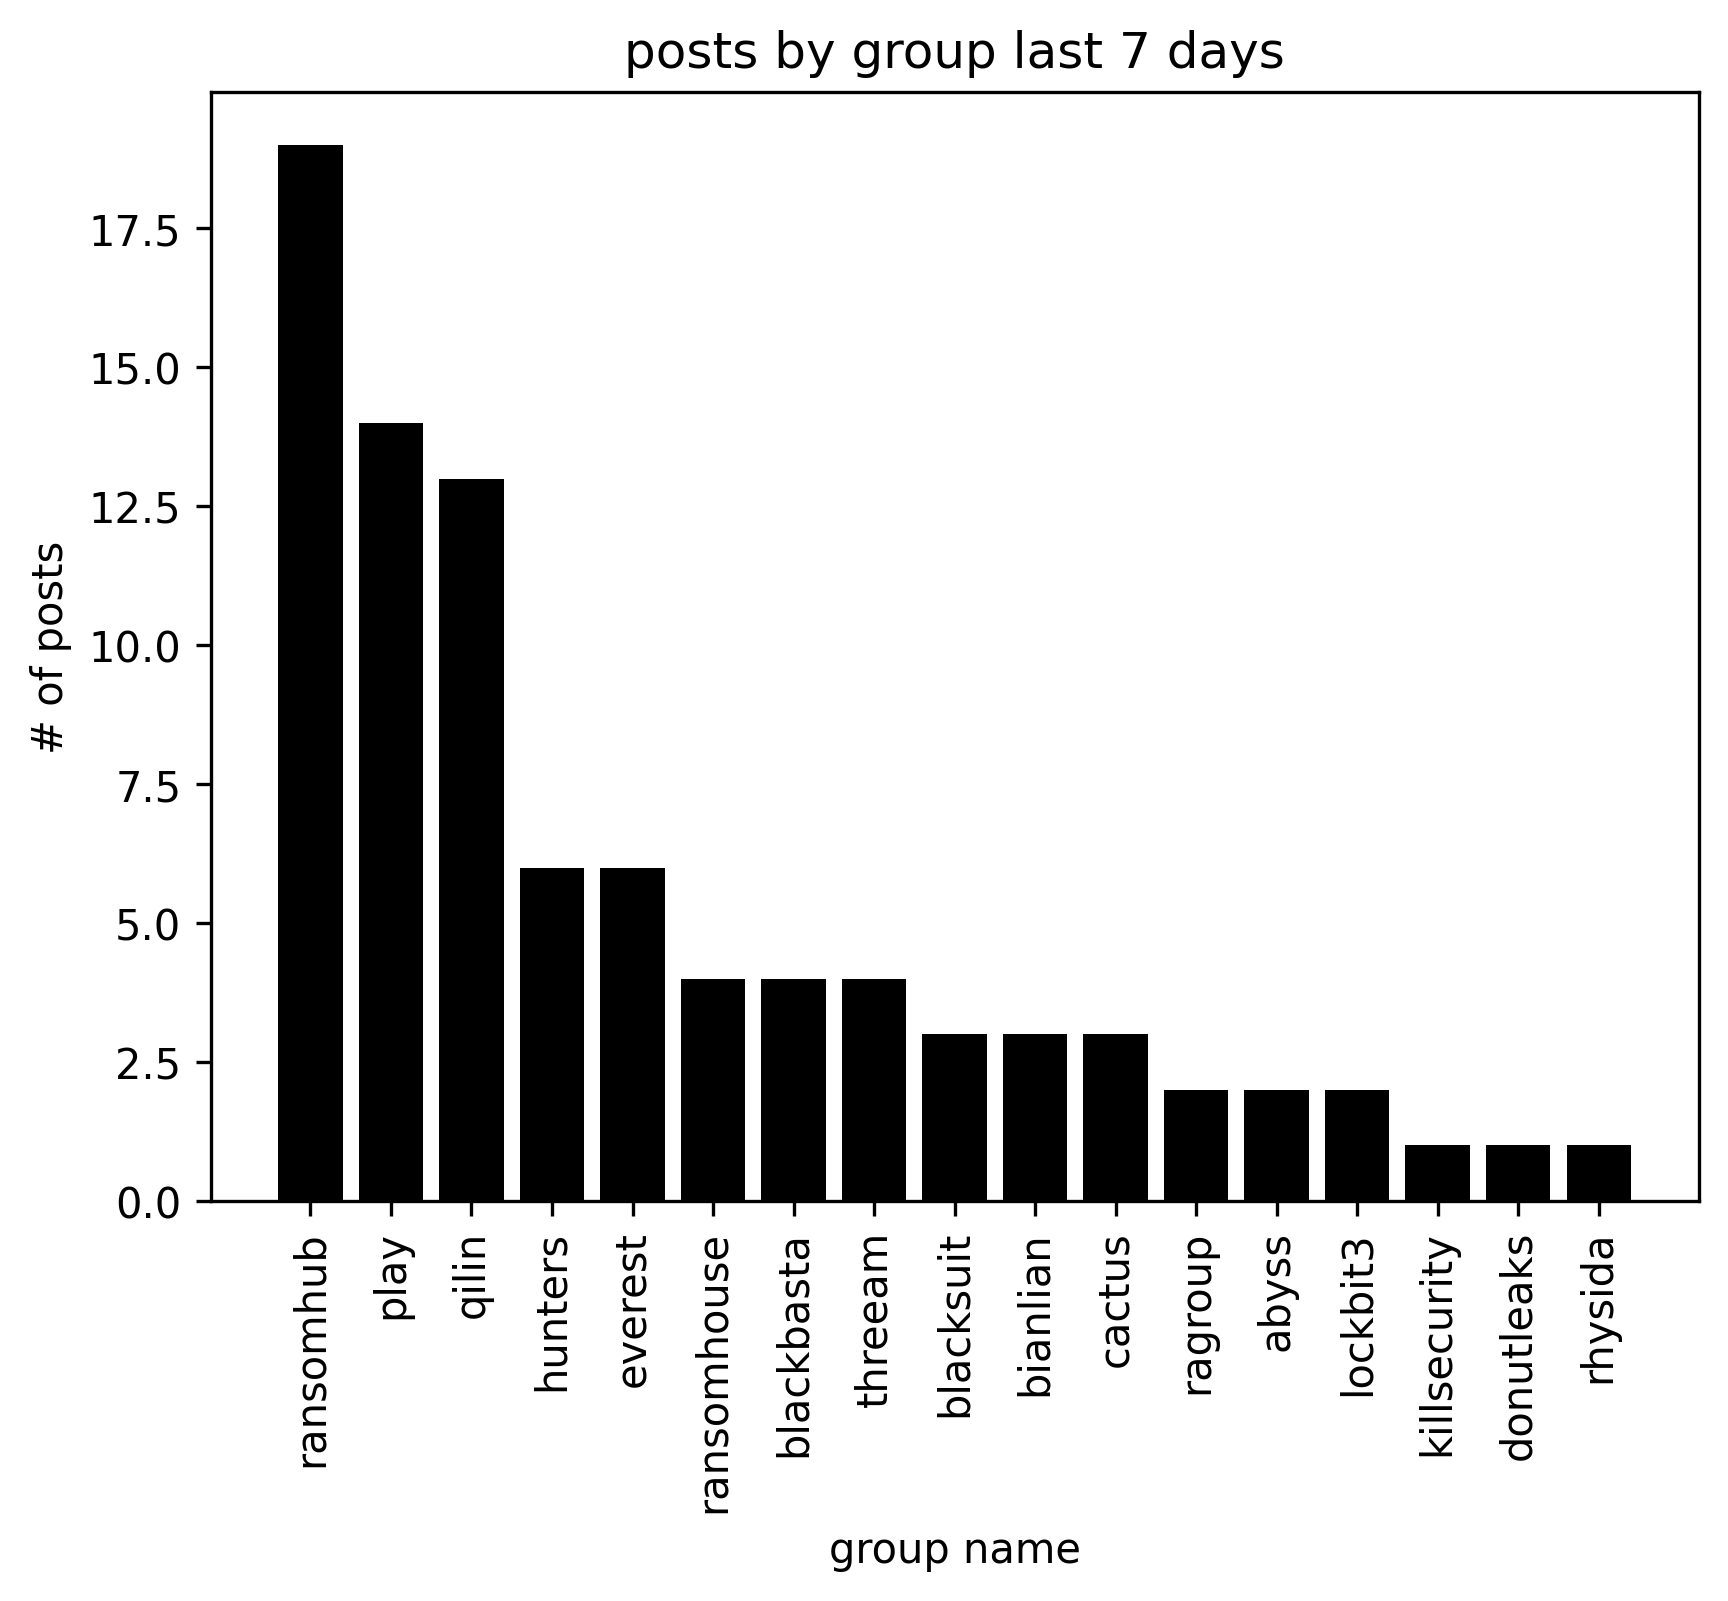 posts by group last 7 days
# of posts
17.5
15.0
12.5
10.0
7.5
5.0
2.5
0.0
ransomhub
play
qilin
hunters
everest
ransomhouse
blackbasta
threeam
blacksuit
bianlian
cactus
ragroup
abyss
lockbit3
killsecurity
donutleaks
rhysida
group name